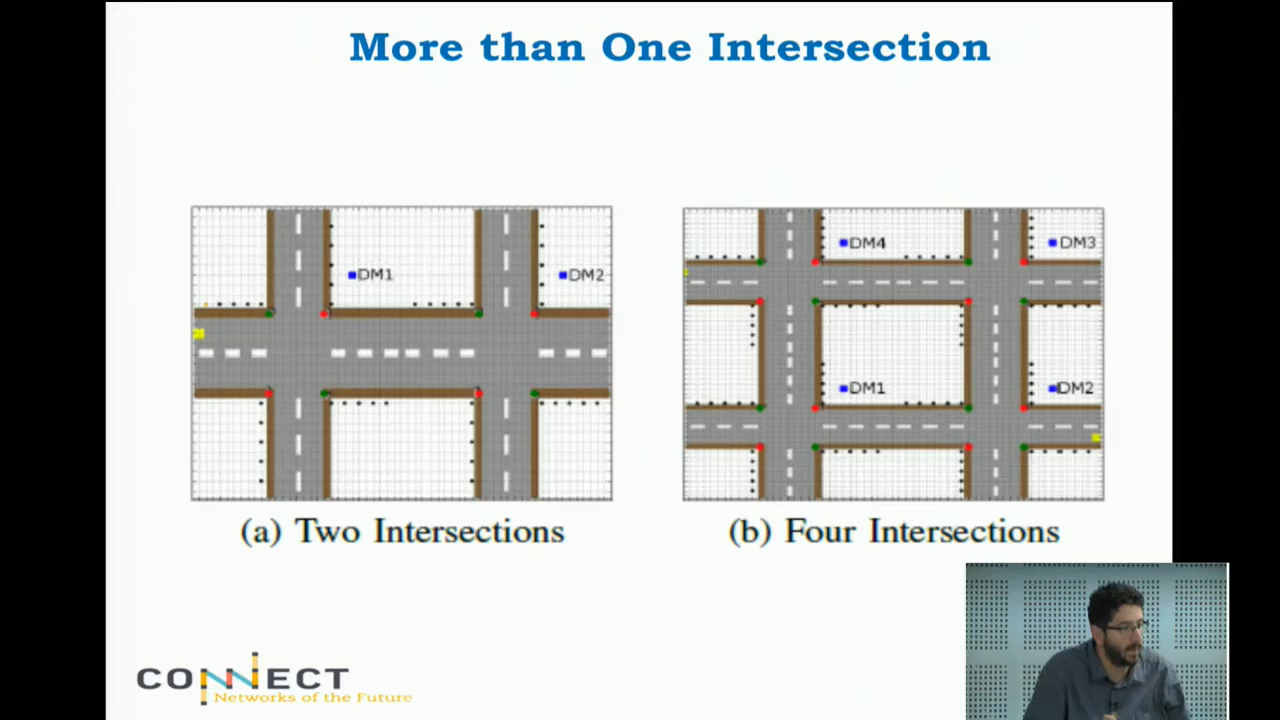 More than One Intersection
DM1
DM2
(a) Two Intersections
DM4
DM3
DM1
DM2
(b) Four Intersections
CONNECT
Networks of the Future